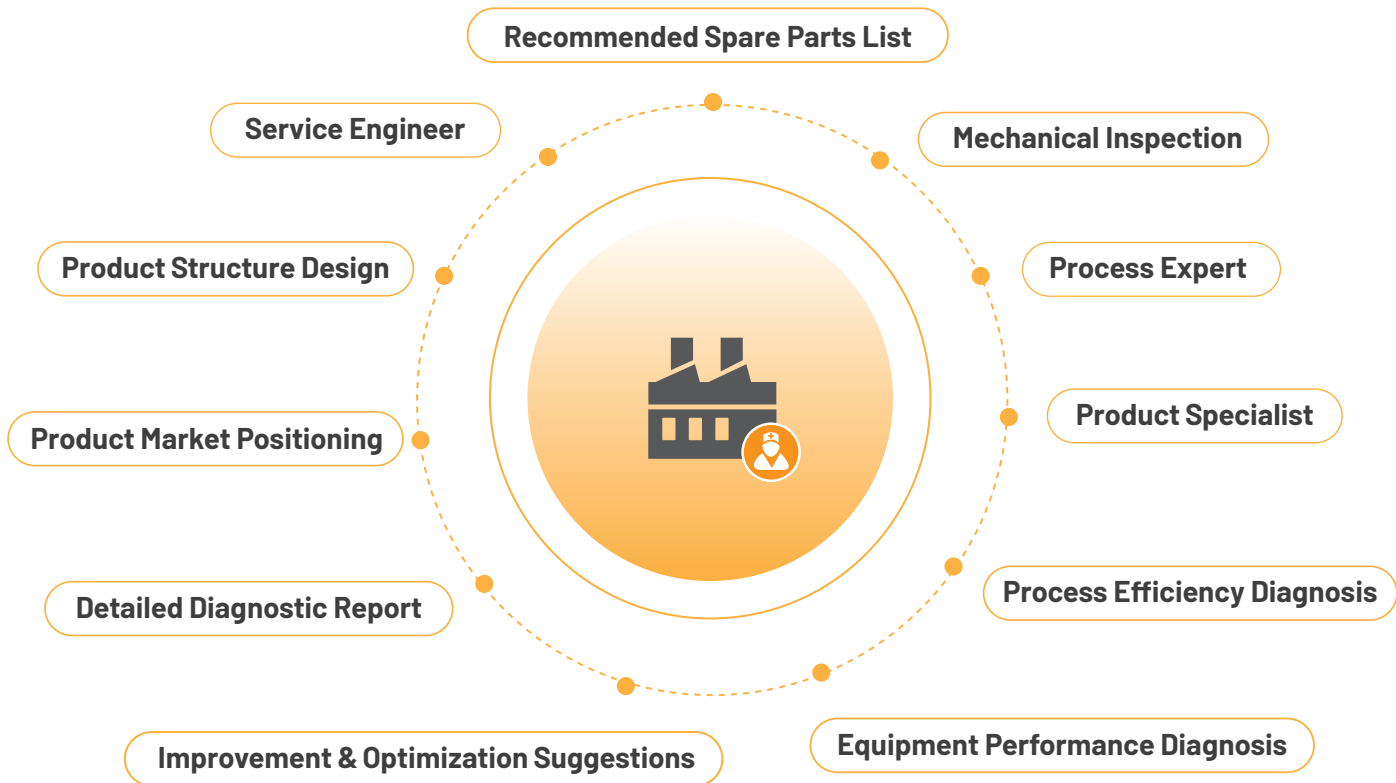 Recommended Spare Parts List
Service Engineer
Mechanical Inspection
Product Structure Design
Process Expert
Product Market Positioning
Product Specialist
Detailed Diagnostic Report
Process Efficiency Diagnosis
Improvement & Optimization Suggestions
Equipment Performance Diagnosis